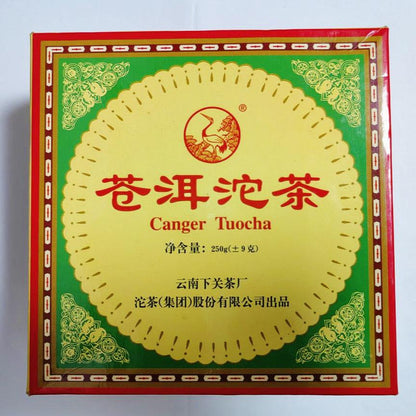 ®
苍洱沱茶
Canger Tuocha
净含量：250g(±9克)
云南下关茶厂
沱茶(集团)股份有限公司出品